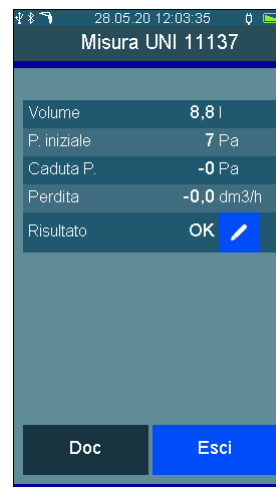 28.05.20 12:03:35
Misura UNI 11137
Volume 8,8 l
P. iniziale 7 Pa
Caduta P. -0 Pa
Perdita -0,0 dm3/h
Risultato OK
Doc Esci